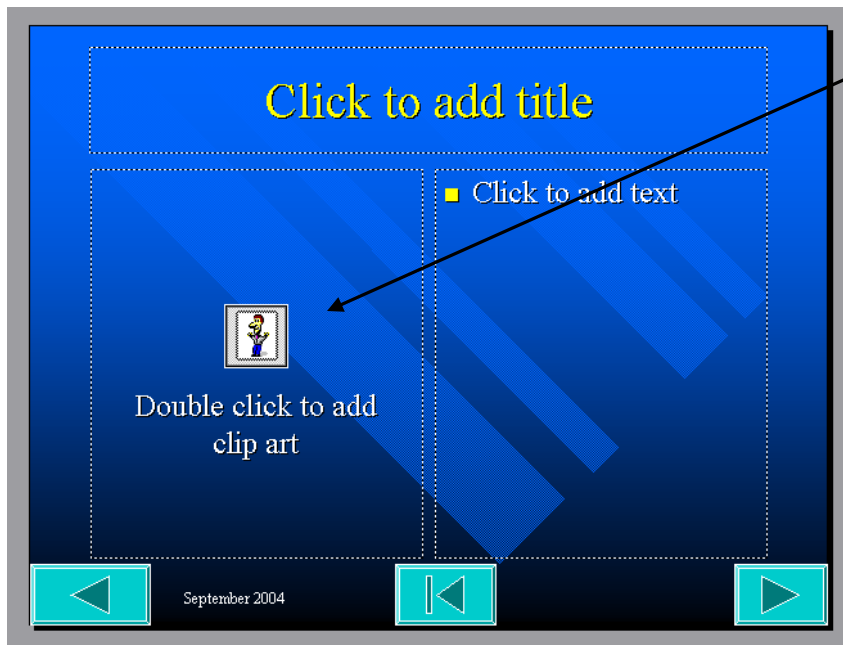 Click to add title
Click to add text
Double click to add
clip art
September 2004